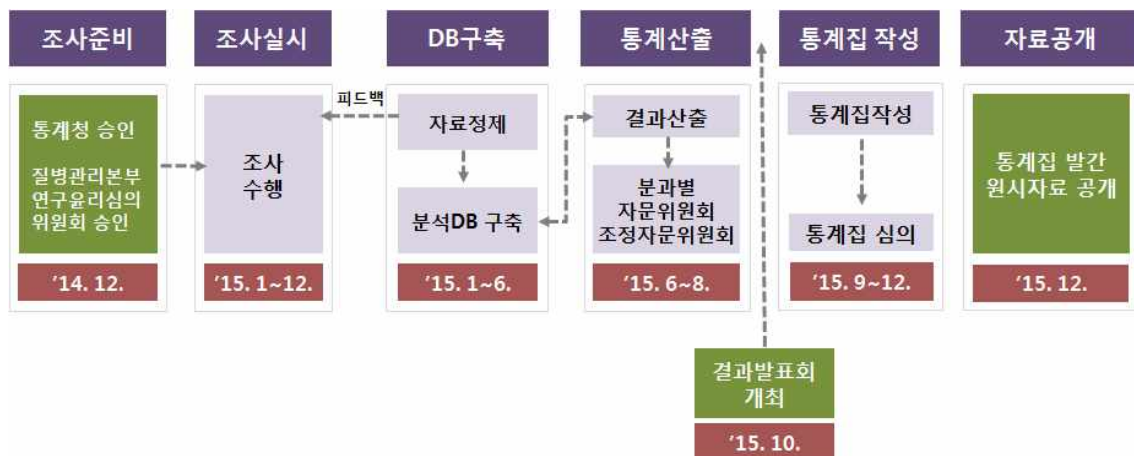 조사준비
조사실시
DB구축
통계산출
통계집 작성
자료공개
통계청 승인
질병관리본부
연구윤리심의
위원회 승인
'14. 12.
조사
수행
'15. 1~12.
피드백
자료정제
분석DB 구축
'15. 1~6.
결과산출
분과별
자문위원회
조정자문위원회
'15. 6~8.
통계집작성
통계집 심의
'15. 9~12.
통계집 발간
원시자료 공개
'15. 12.
결과발표회
개최
'15. 10.